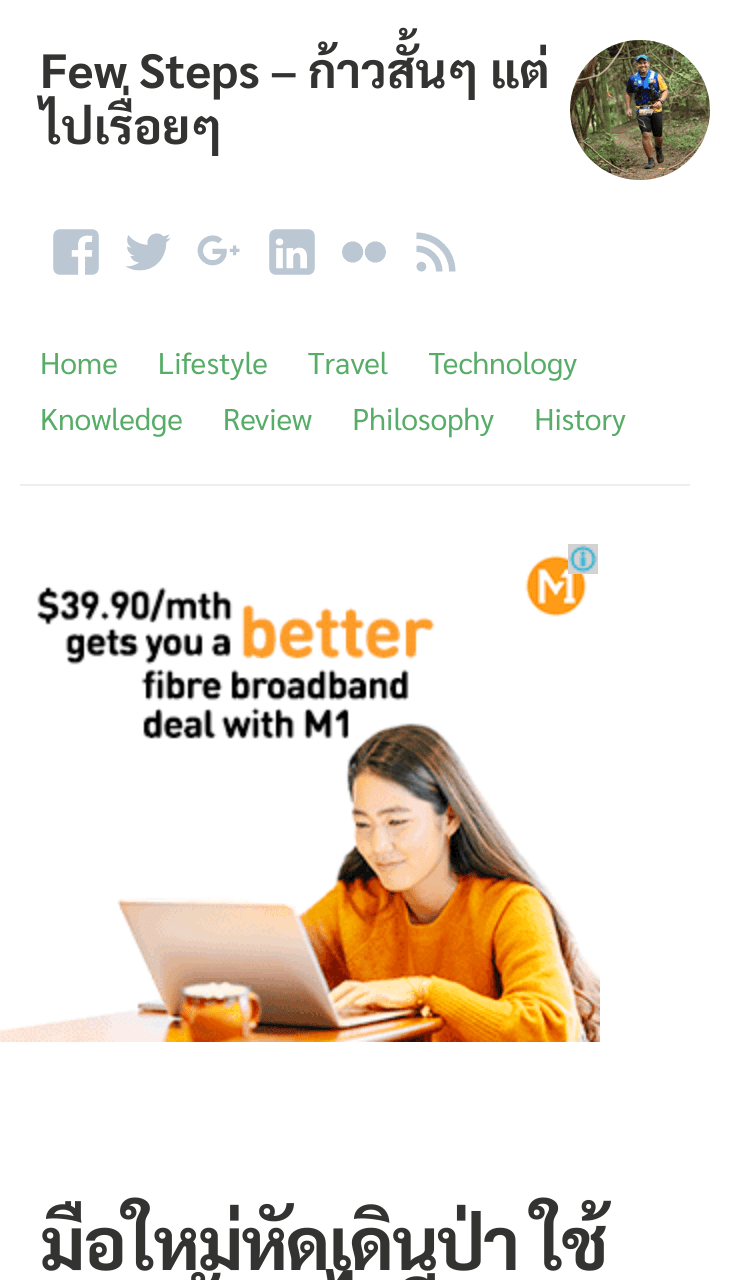 Few Steps – ก้าวสั้นๆ แต่
ไปเรื่อยๆ
Home Lifestyle Travel Technology
Knowledge Review Philosophy History
M1
$39.90/mth
gets you a better
fibre broadband
deal with M1
มือใหม่หัดเดินป่า ใช้